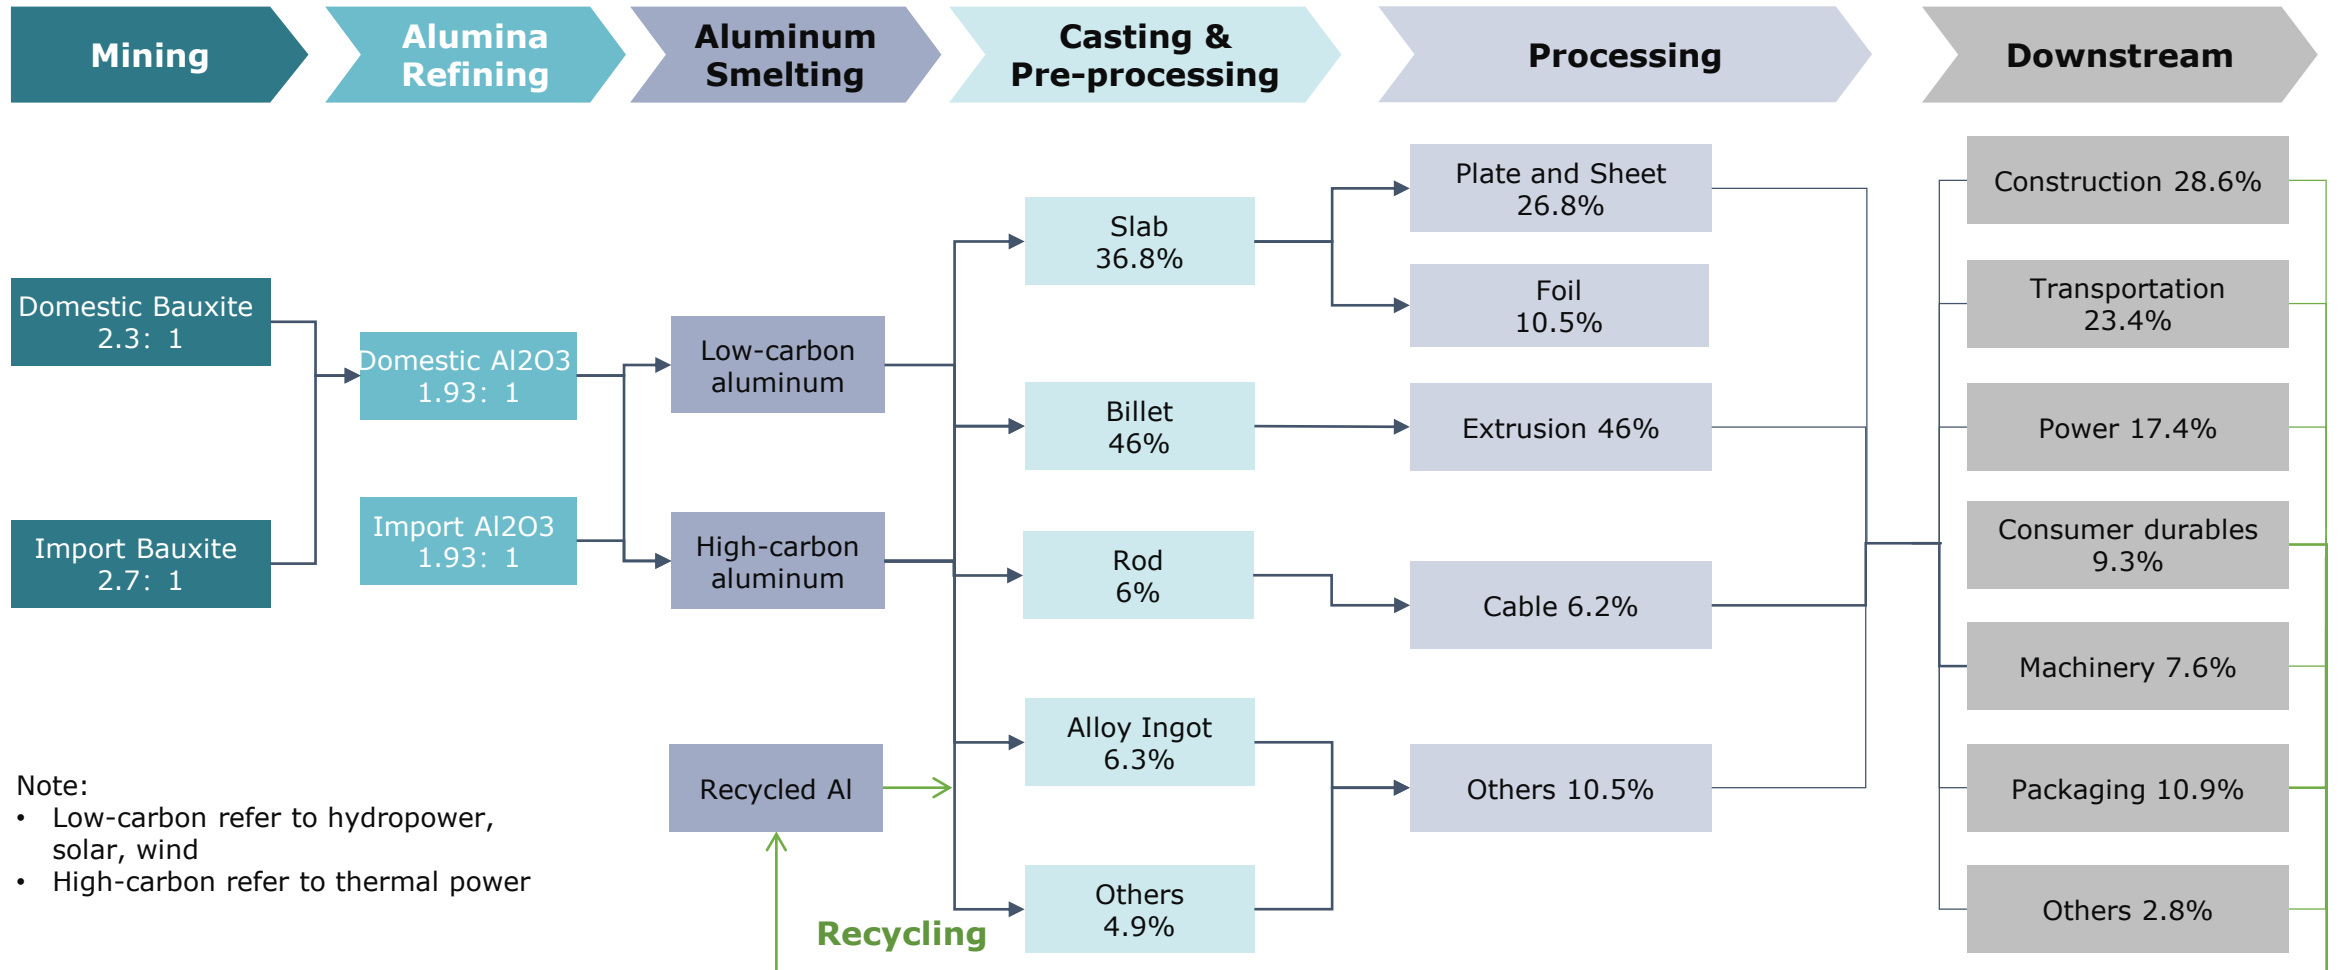 Mining
Alumina
Refining
Aluminum
Smelting
Casting &
Pre-processing
Processing
Downstream
Domestic Bauxite
2.3：1
Import Bauxite
2.7：1
Domestic Al2O3
1.93：1
Import Al2O3
1.93：1
Low-carbon
aluminum
High-carbon
aluminum
Recycled Al
Slab
36.8%
Billet
46%
Rod
6%
Alloy Ingot
6.3%
Others
4.9%
Plate and Sheet
26.8%
Foil
10.5%
Extrusion 46%
Cable 6.2%
Others 10.5%
Construction 28.6%
Transportation
23.4%
Power 17.4%
Consumer durables
9.3%
Machinery 7.6%
Packaging 10.9%
Others 2.8%
Note:
• Low-carbon refer to hydropower,
solar, wind
• High-carbon refer to thermal power
Recycling